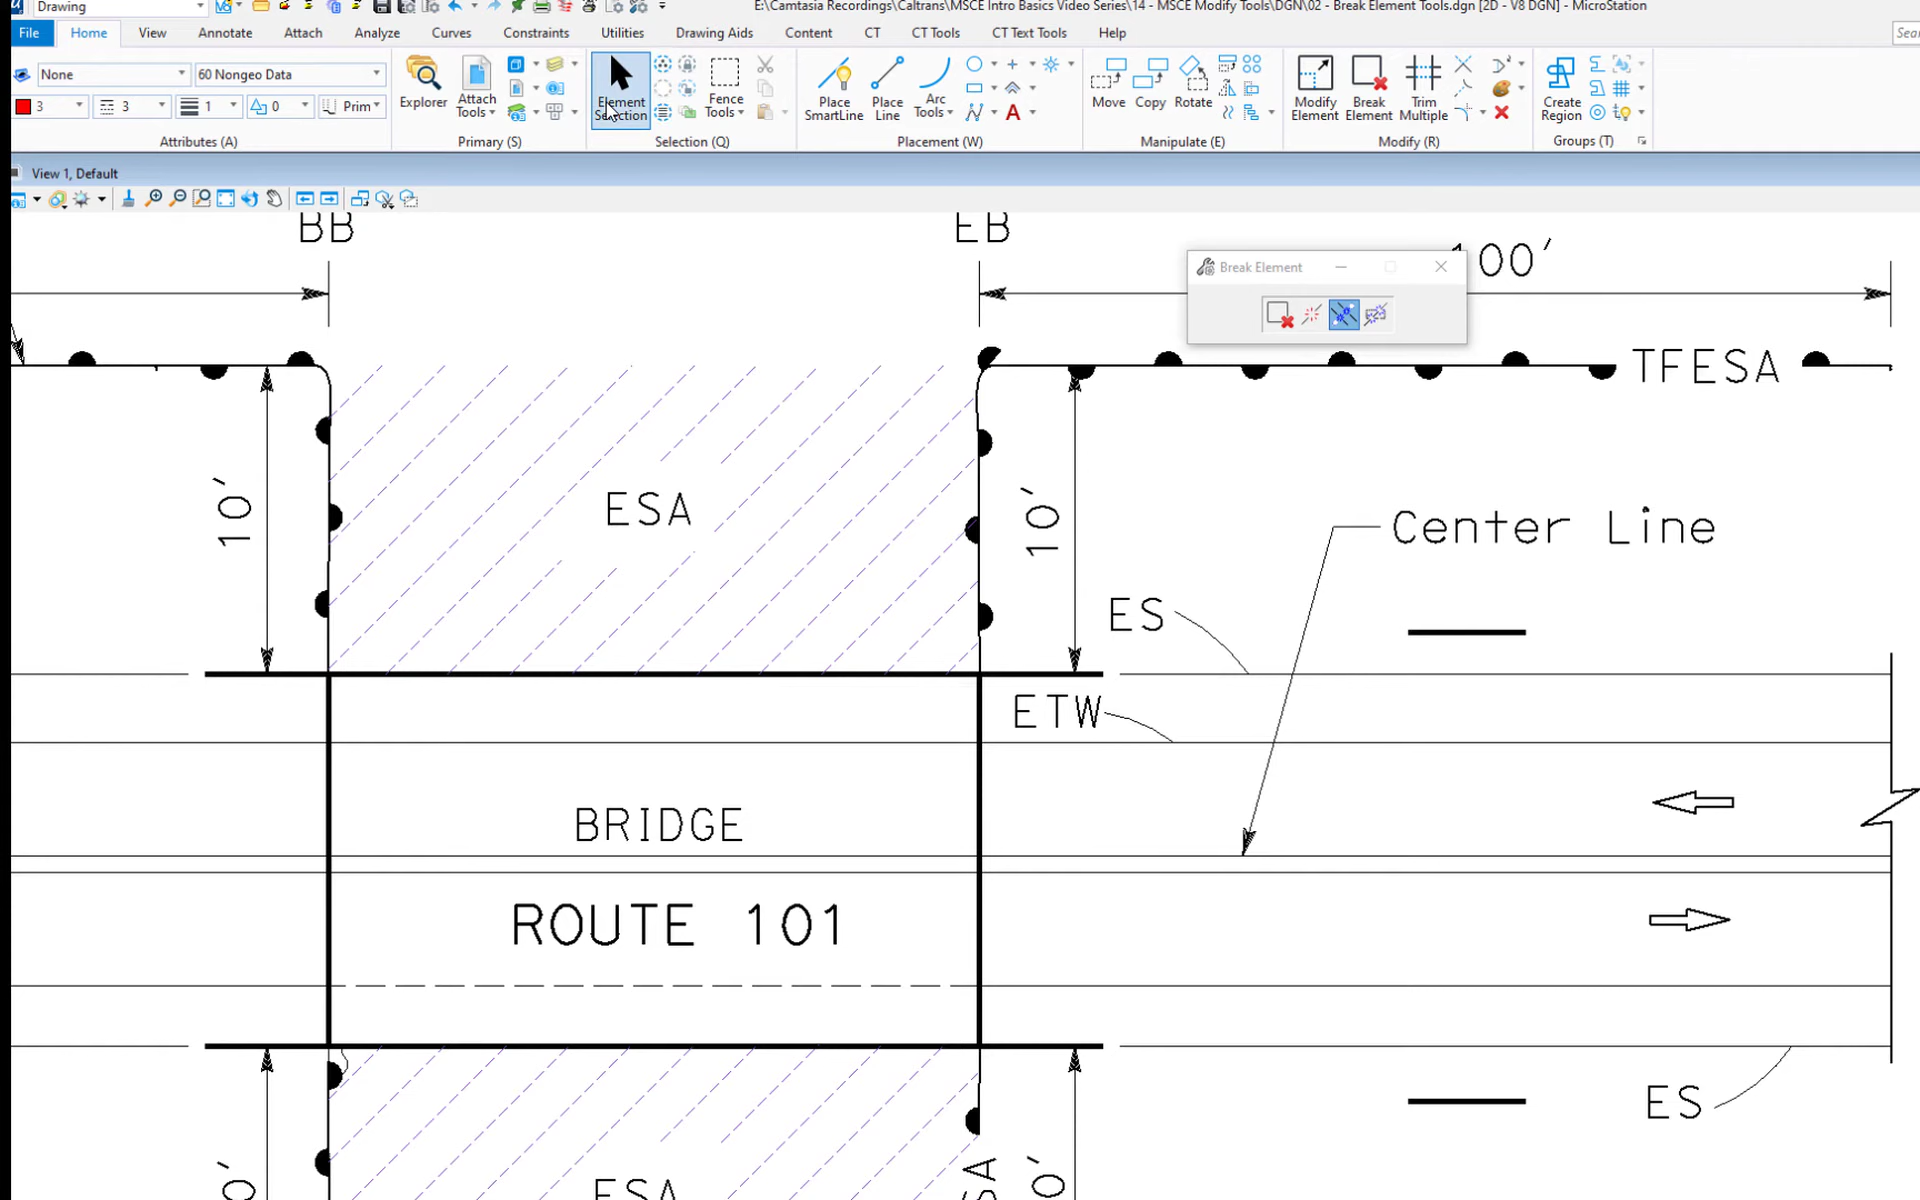 Drawing
E:\Camtasia Recordings\Caltrans\MSCE Intro Basics Video Series\14 - MSCE Modify Tools\DGN\02 - Break Element Tools.dgn [2D - V8 DGN] - MicroStation
File Home View Annotate Attach Analyze Curves Constraints Utilities Drawing Aids Content CT CT Tools CT Text Tools Help
None 60 Nongeo Data
3 3 1 0 Prim
Explorer Attach Tools
Element Selection
Fence Tools
Place SmartLine
Place Line
Arc Tools
Move Copy Rotate
Modify Element
Break Element
Trim Multiple
Create Region
Attributes (A) Primary (S) Selection (Q) Placement (W) Manipulate (E) Modify (R) Groups (T)
View 1, Default
BB EB
Break Element
100'
TFESA
10' ESA 10' Center Line
ES
ETW
BRIDGE
ROUTE 101
ES
ESA